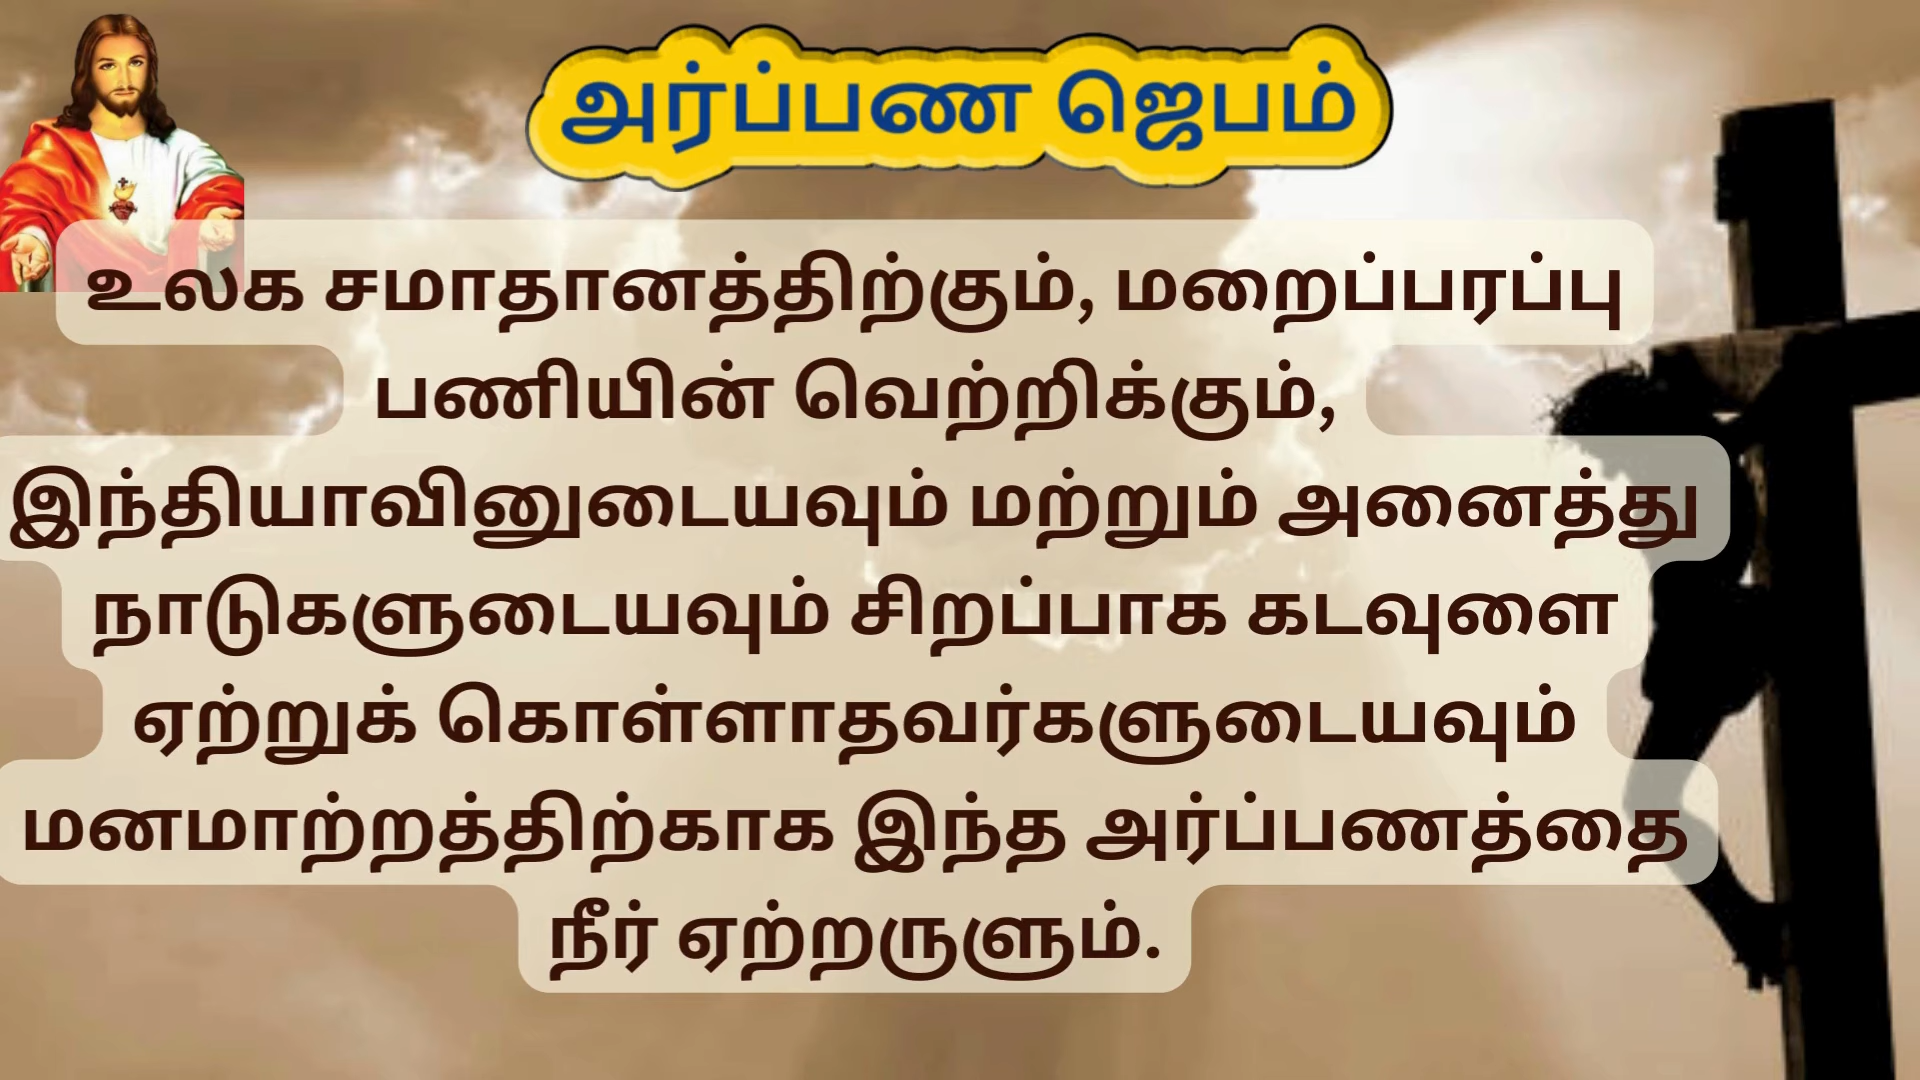 அர்ப்பண ஜெபம்
உலக சமாதானத்திற்கும், மறைப்பரப்பு
பணியின் வெற்றிக்கும்,
இந்தியாவினுடையவும் மற்றும் அனைத்து
நாடுகளுடையவும் சிறப்பாக கடவுளை
ஏற்றுக் கொள்ளாதவர்களுடையவும்
மனமாற்றத்திற்காக இந்த அர்ப்பணத்தை
நீர் ஏற்றருளும்.